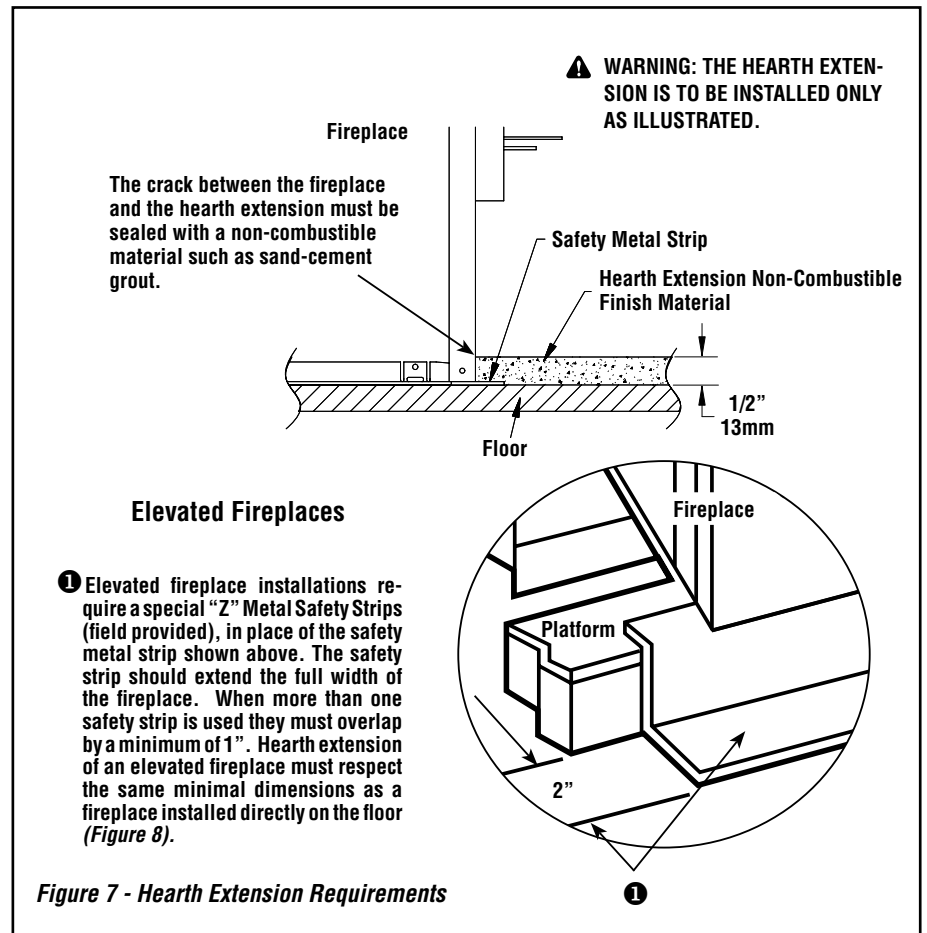 ⚠ WARNING: THE HEARTH EXTEN-
SION IS TO BE INSTALLED ONLY
AS ILLUSTRATED.
Fireplace
The crack between the fireplace
and the hearth extension must be
sealed with a non-combustible
material such as sand-cement
grout.
Safety Metal Strip
Hearth Extension Non-Combustible
Finish Material
1/2”
13mm
Floor
Elevated Fireplaces
❶ Elevated fireplace installations re-
quire a special “Z” Metal Safety Strips
(field provided), in place of the safety
metal strip shown above. The safety
strip should extend the full width of
the fireplace. When more than one
safety strip is used they must overlap
by a minimum of 1”. Hearth extension
of an elevated fireplace must respect
the same minimal dimensions as a
fireplace installed directly on the floor
(Figure 8).
Fireplace
Platform
2”
❶
Figure 7 - Hearth Extension Requirements